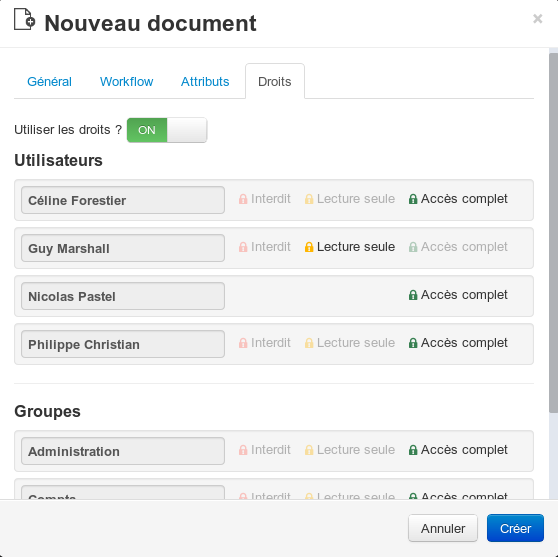 Nouveau document
×
Général Workflow Attributs Droits
Utiliser les droits ? ON
Utilisateurs
Céline Forestier Interdit Lecture seule Accès complet
Guy Marshall Interdit Lecture seule Accès complet
Nicolas Pastel Accès complet
Philippe Christian Interdit Lecture seule Accès complet
Groupes
Administration Interdit Lecture seule Accès complet
Compta Interdit Lecture seule Accès complet
Annuler Créer